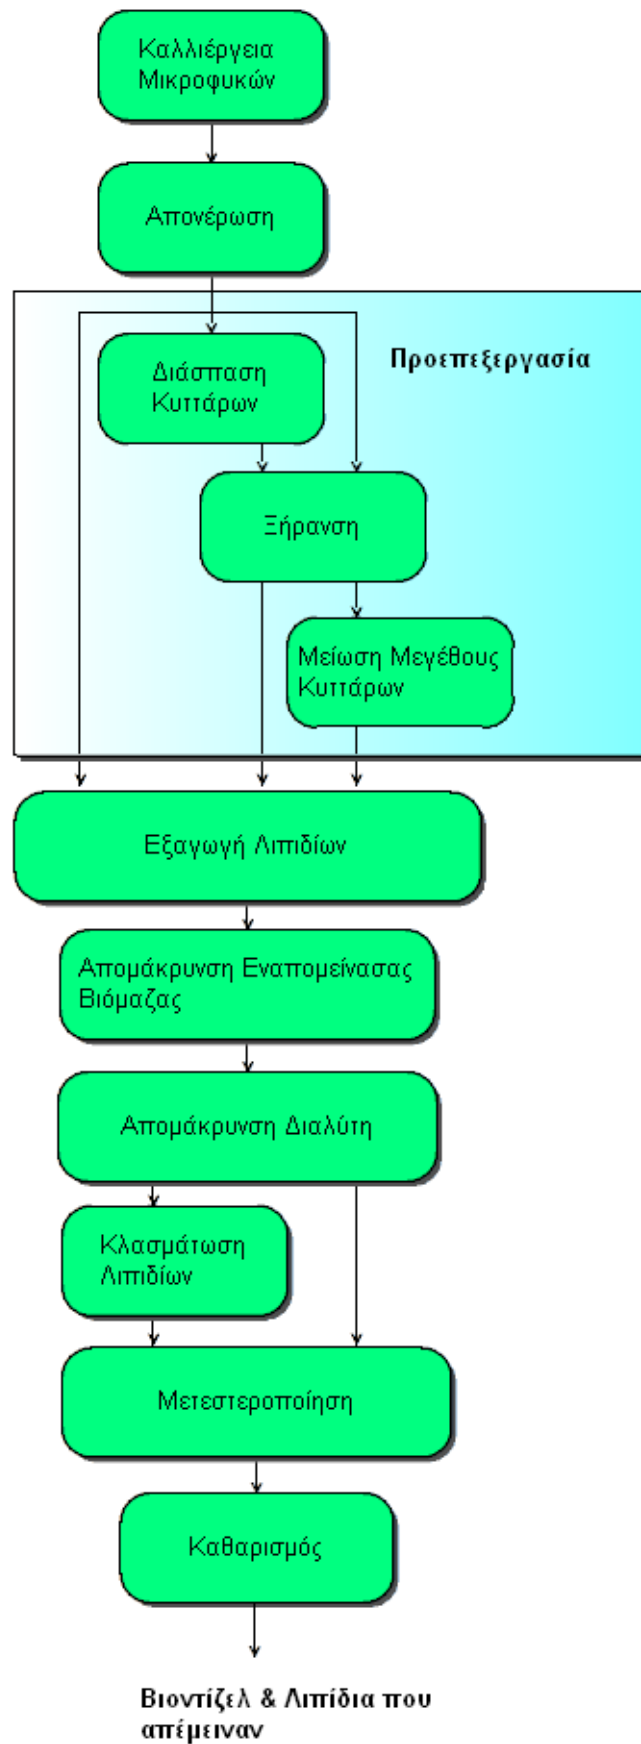 Καλλιέργεια
Μικροφυκών
Απονέρωση
Προεπεξεργασία
Διάσπαση
Κυττάρων
Ξήρανση
Μείωση Μεγέθους
Κυττάρων
Εξαγωγή Λιπιδίων
Απομάκρυνση Εναπομείνασας
Βιόμαζας
Απομάκρυνση Διαλύτη
Κλασμάτωση
Λιπιδίων
Μετεστεροποίηση
Καθαρισμός
Βιοντίζελ & Λιπίδια που
απέμειναν